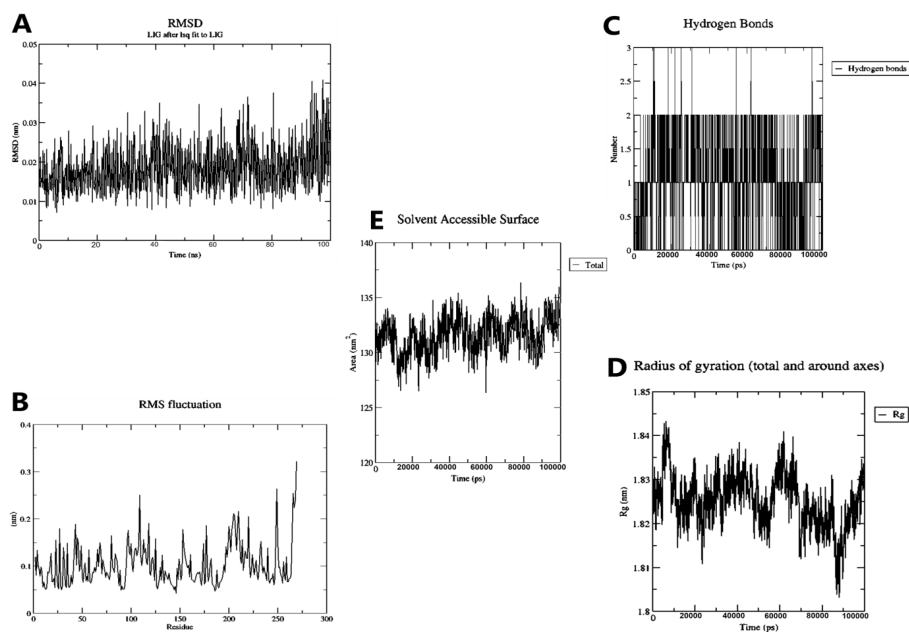 A
RMSD
LIG after lsq fit to LIG
0.05
0.04
0.03
0.02
0.01
0
RMSD (nm)
0 20 40 60 80 100
Time (ns)
B
RMS fluctuation
0.4
0.3
0.2
0.1
0
(nm)
0 50 100 150 200 250 300
Residue
E
Solvent Accessible Surface
140
135
130
125
120
Area (nm²)
Total
0 20000 40000 60000 80000 100000
Time (ps)
C
Hydrogen Bonds
3
2.5
2
1.5
1
0.5
0
Number
Hydrogen bonds
0 20000 40000 60000 80000 100000
Time (ps)
D
Radius of gyration (total and around axes)
1.85
1.84
1.83
1.82
1.81
1.8
Rg (nm)
Rg
0 20000 40000 60000 80000 100000
Time (ps)